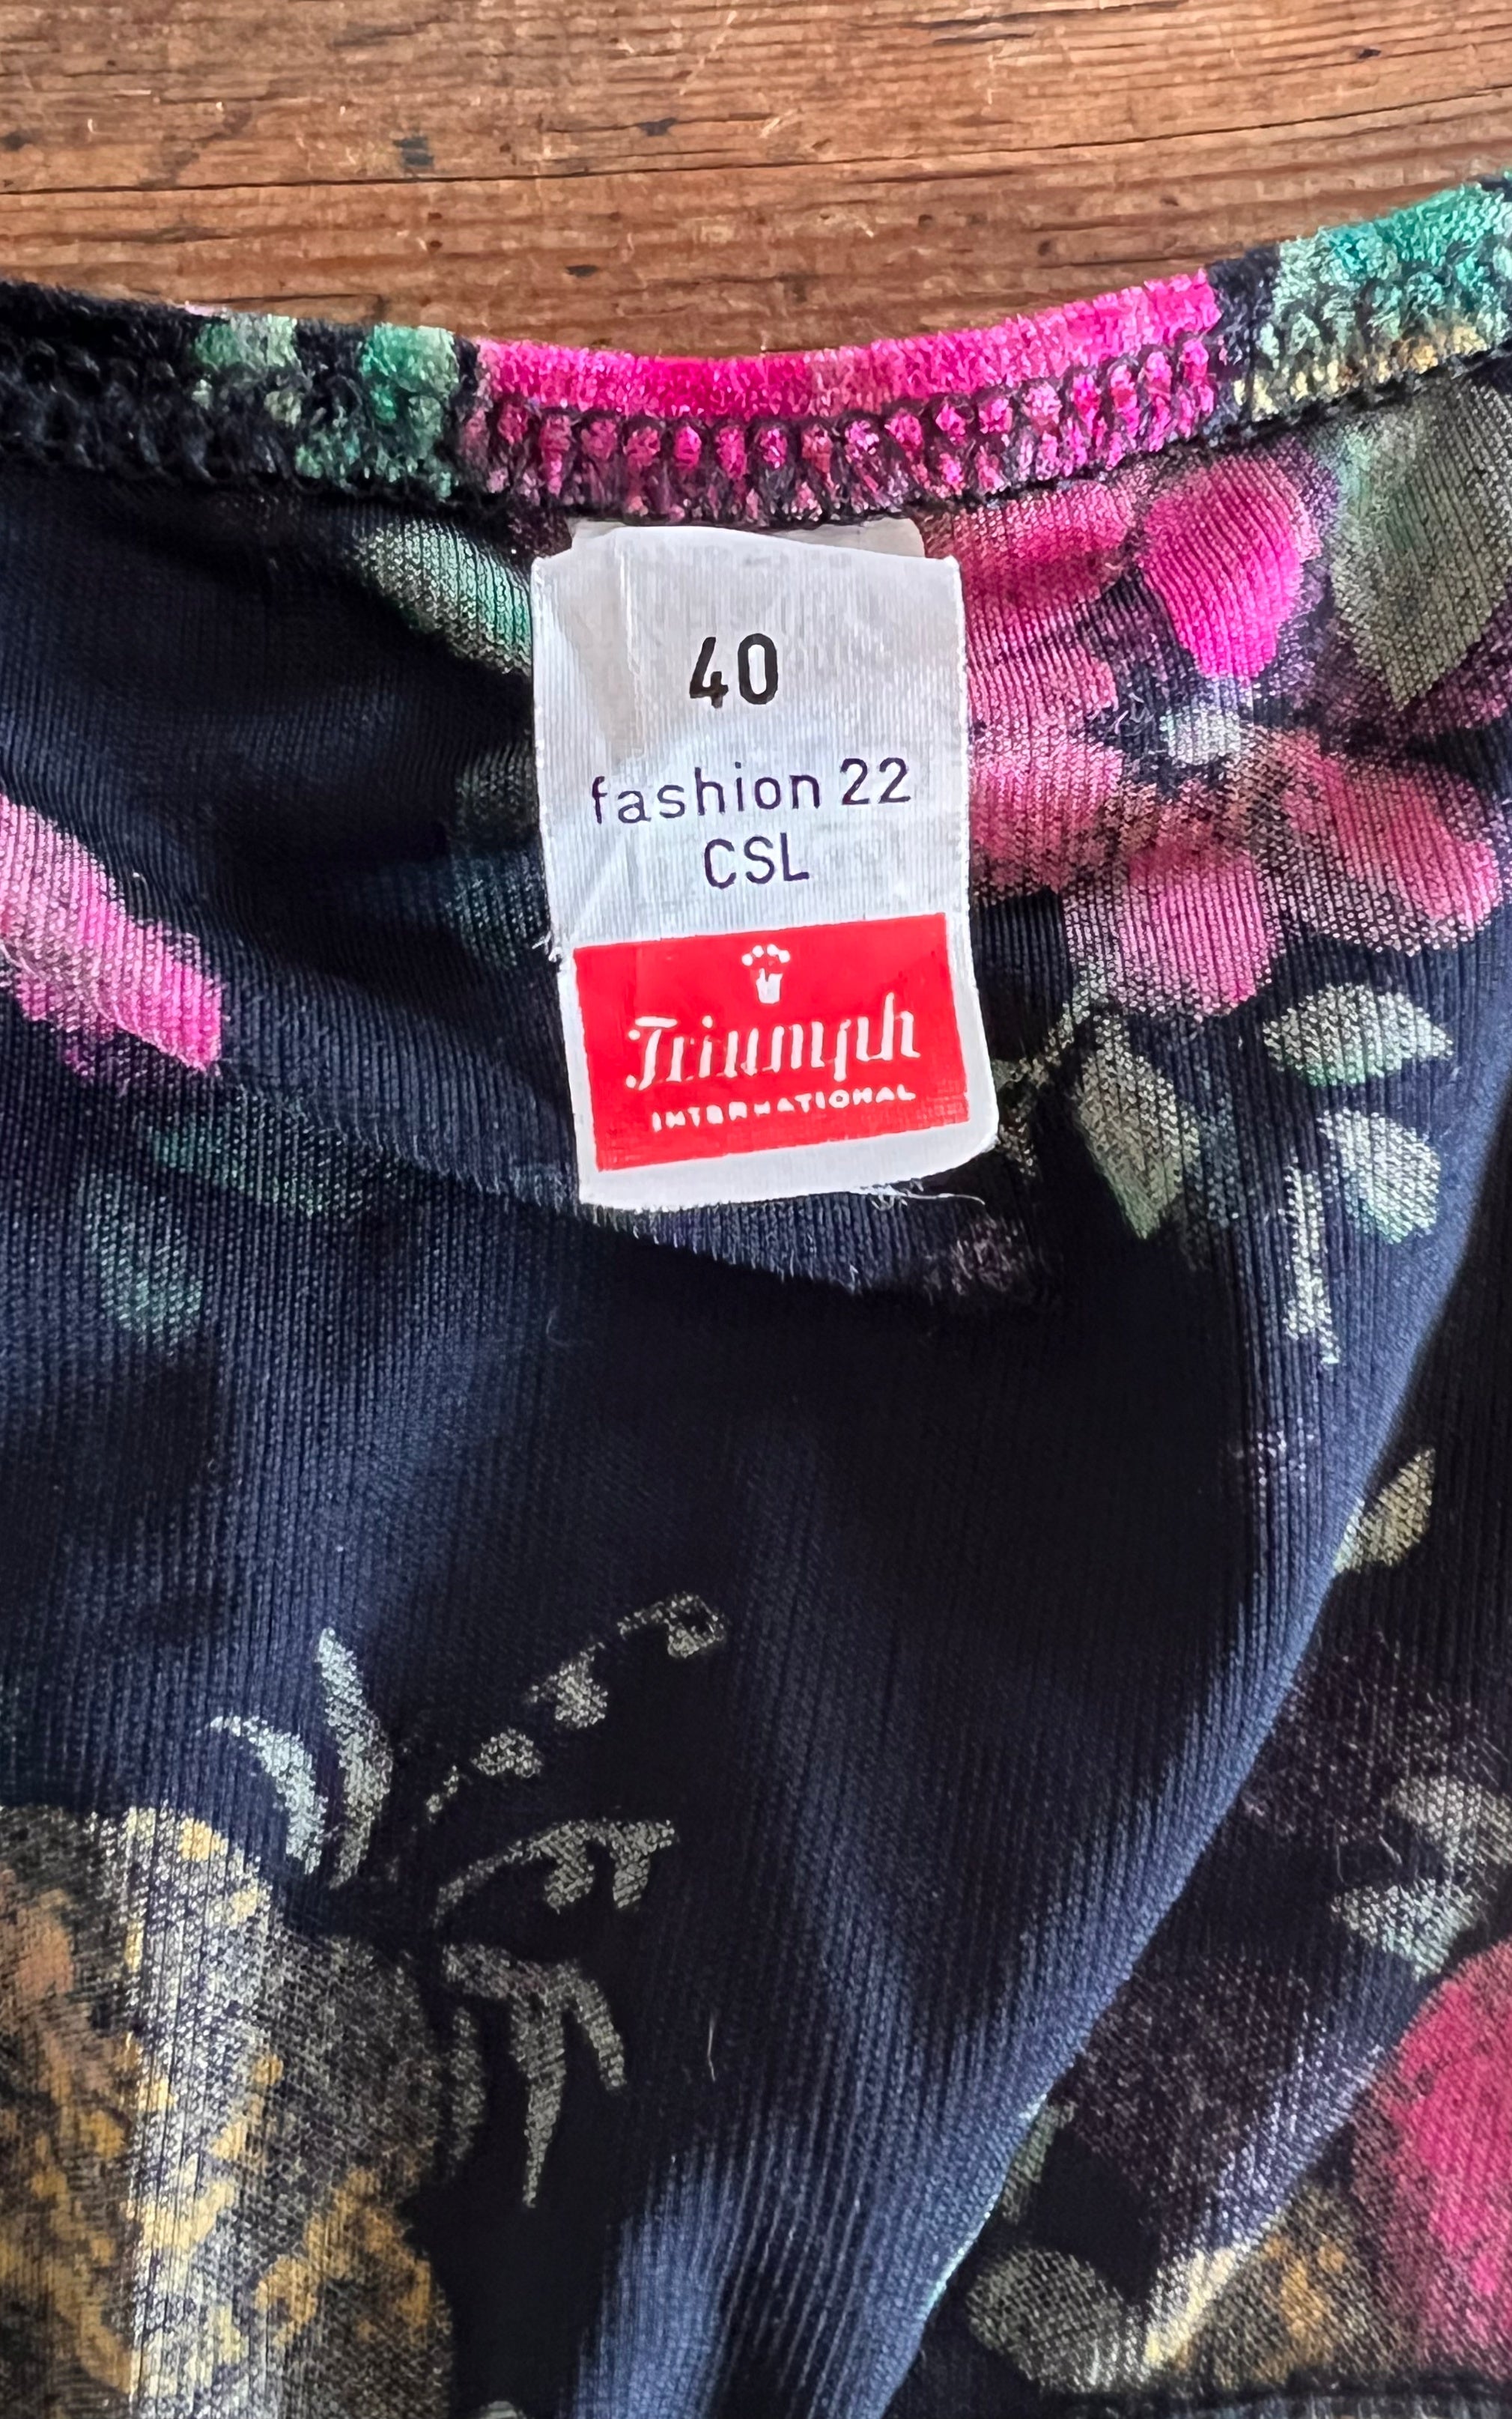 40
fashion 22
CSL
Triumph
INTERNATIONAL